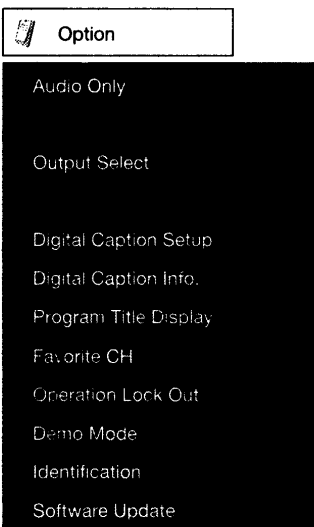 Option
Audio Only
Output Select
Digital Caption Setup
Digital Caption Info.
Program Title Display
Favorite CH
Operation Lock Out
Demo Mode
Identification
Software Update